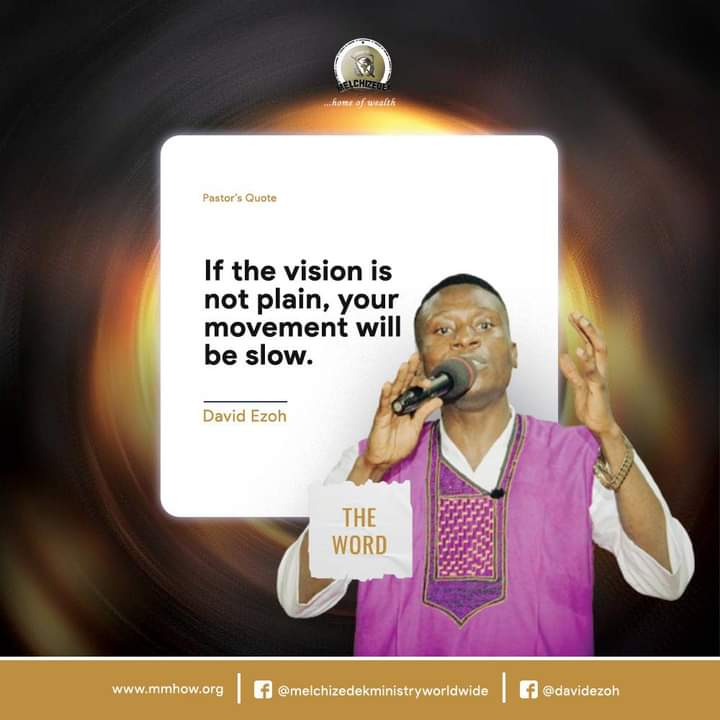 MELCHIZEDEK
...home of wealth
Pastor's Quote
If the vision is
not plain, your
movement will
be slow.
David Ezoh
THE
WORD
www.mmhow.org
@melchizedekministryworldwide
@davidezoh